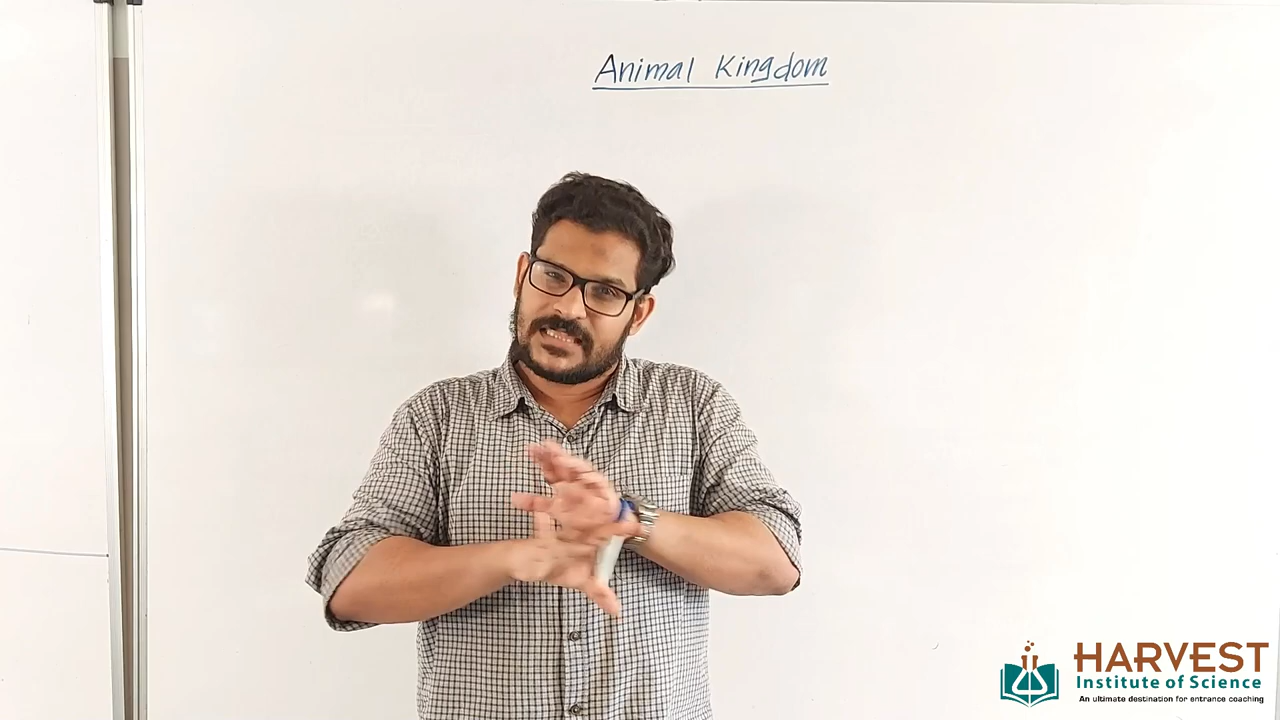 Animal Kingdom
HARVEST
Institute of Science
An ultimate destination for entrance coaching